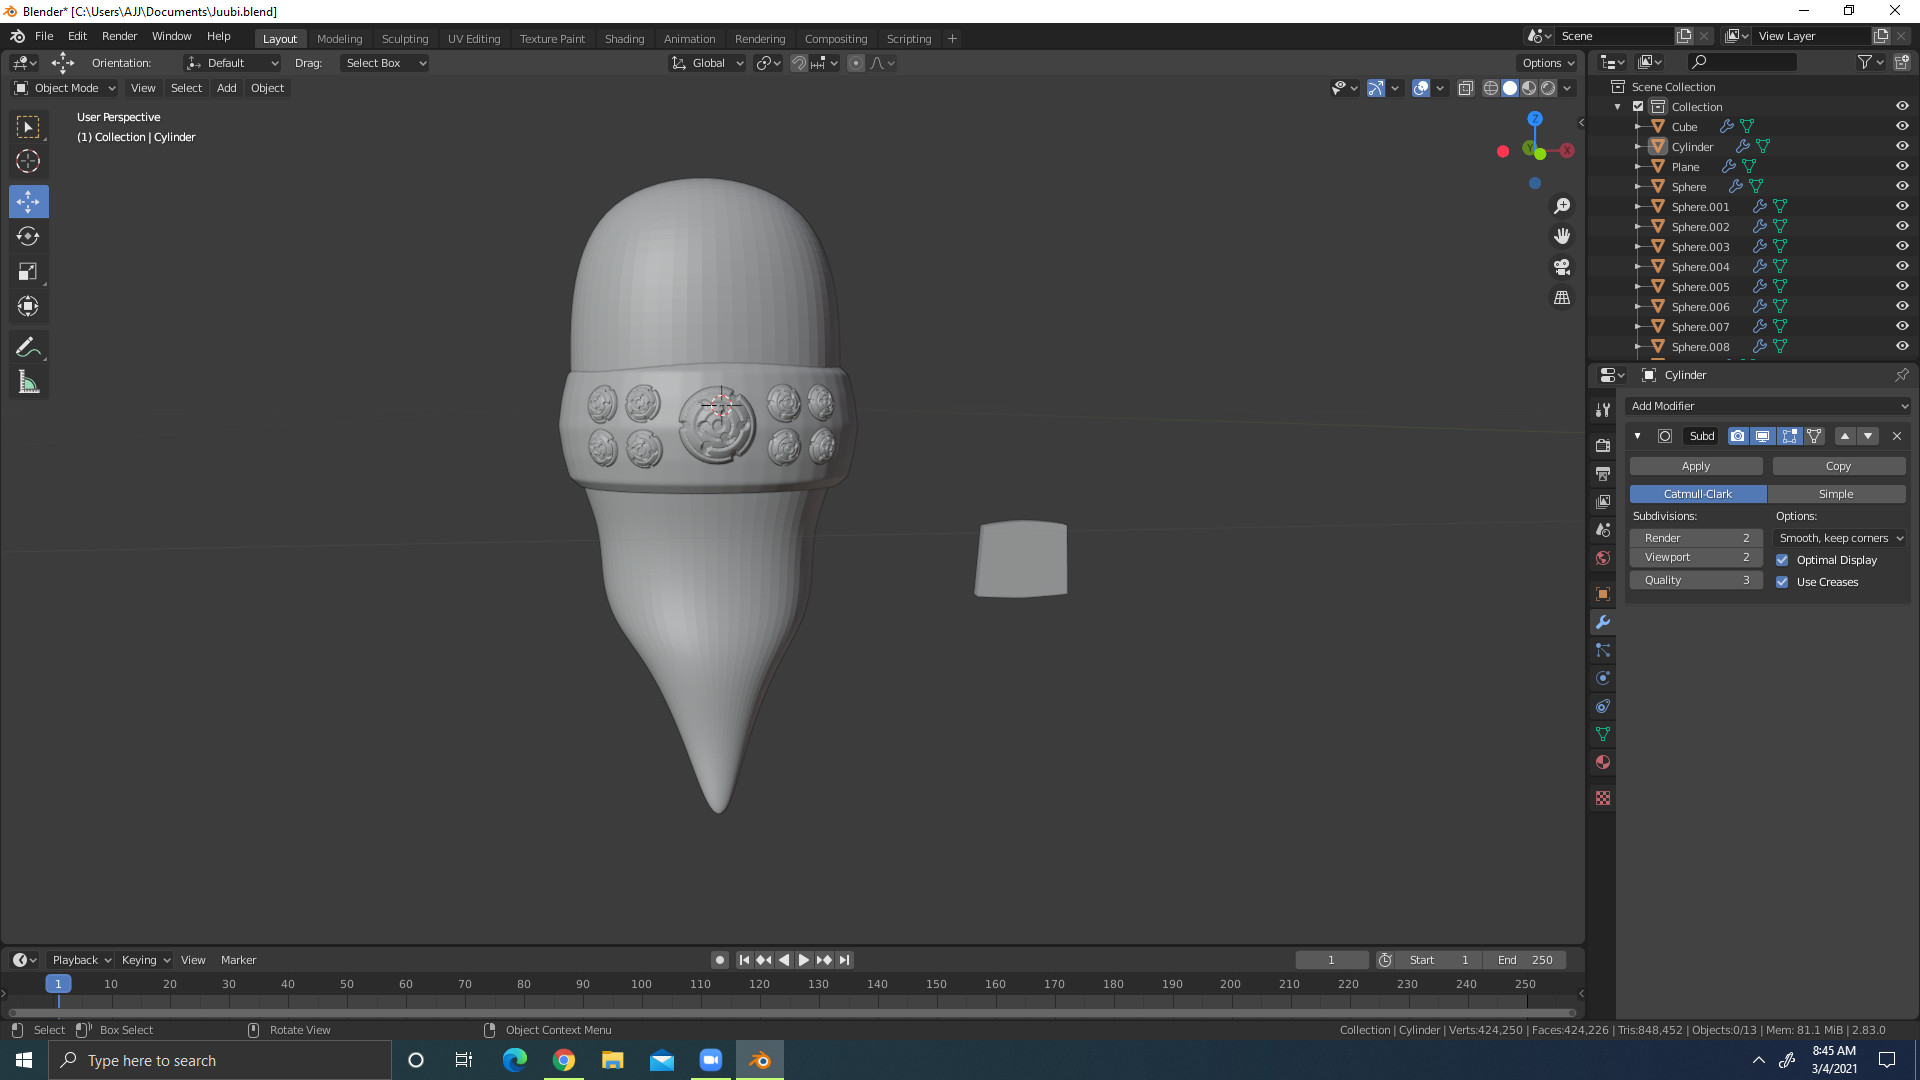 Blender* [C:\Users\AJJ\Documents\Juubi.blend]
File Edit Render Window Help Layout Modeling Sculpting UV Editing Texture Paint Shading Animation Rendering Compositing Scripting + Scene View Layer
Orientation: Default Drag: Select Box Global Options
Object Mode View Select Add Object
User Perspective
(1) Collection | Cylinder
Z
Y
X
Scene Collection
Collection
Cube
Cylinder
Plane
Sphere
Sphere.001
Sphere.002
Sphere.003
Sphere.004
Sphere.005
Sphere.006
Sphere.007
Sphere.008
Cylinder
Add Modifier
Subd
Apply Copy
Catmull-Clark Simple
Subdivisions: Options:
Render 2 Smooth, keep corners
Viewport 2 Optimal Display
Quality 3 Use Creases
Playback Keying View Marker 1 Start 1 End 250
1 10 20 30 40 50 60 70 80 90 100 110 120 130 140 150 160 170 180 190 200 210 220 230 240 250
Select Box Select Rotate View Object Context Menu Collection | Cylinder | Verts:424,250 | Faces:424,226 | Tris:848,452 | Objects:0/13 | Mem: 81.1 MiB | 2.83.0
Type here to search
8:45 AM
3/4/2021